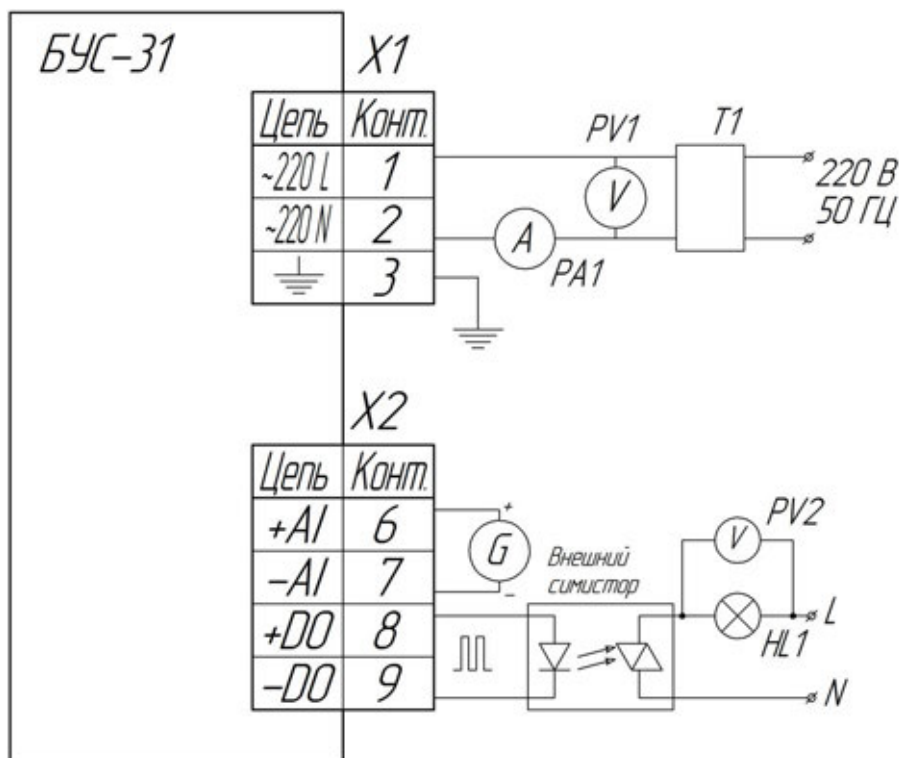 БУС-31
X1
Цепь Конт.
~220 L 1
~220 N 2
3
PV1
T1
V
A
PA1
220 В
50 ГЦ
X2
Цепь Конт.
+AI 6
-AI 7
+DO 8
-DO 9
+
G
-
Внешний
симистор
PV2
V
HL1
L
N